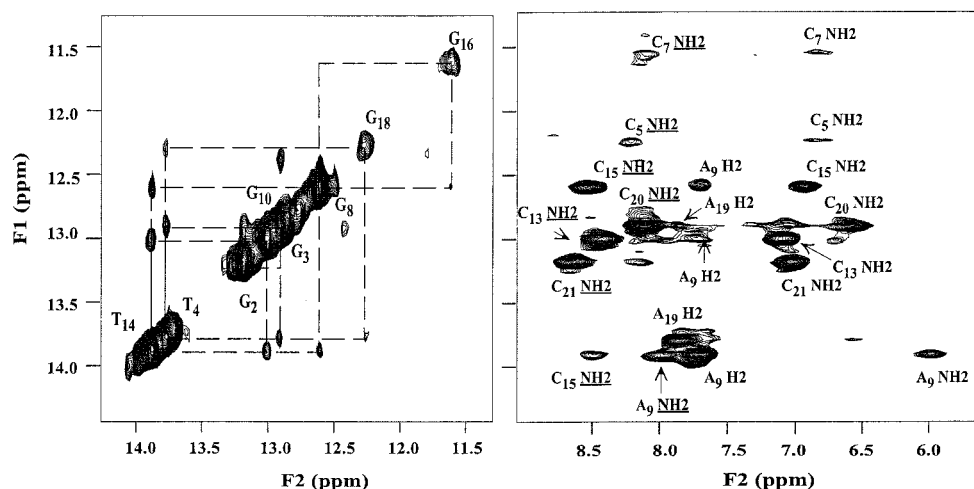 11.5
12.0
12.5
13.0
13.5
14.0
F1 (ppm)
G16
G18
G10
G8
G3
G2
T4
T14
14.0 13.5 13.0 12.5 12.0 11.5
F2 (ppm)
C7 NH2 C7 NH2
C5 NH2 C5 NH2
C15 NH2 A9 H2 C15 NH2
C20 NH2 A19 H2 C20 NH2
C13 NH2
A9 H2 C13 NH2
C21 NH2 C21 NH2
A19 H2
C15 NH2 A9 H2 A9 NH2
A9 NH2
8.5 8.0 7.5 7.0 6.5 6.0
F2 (ppm)